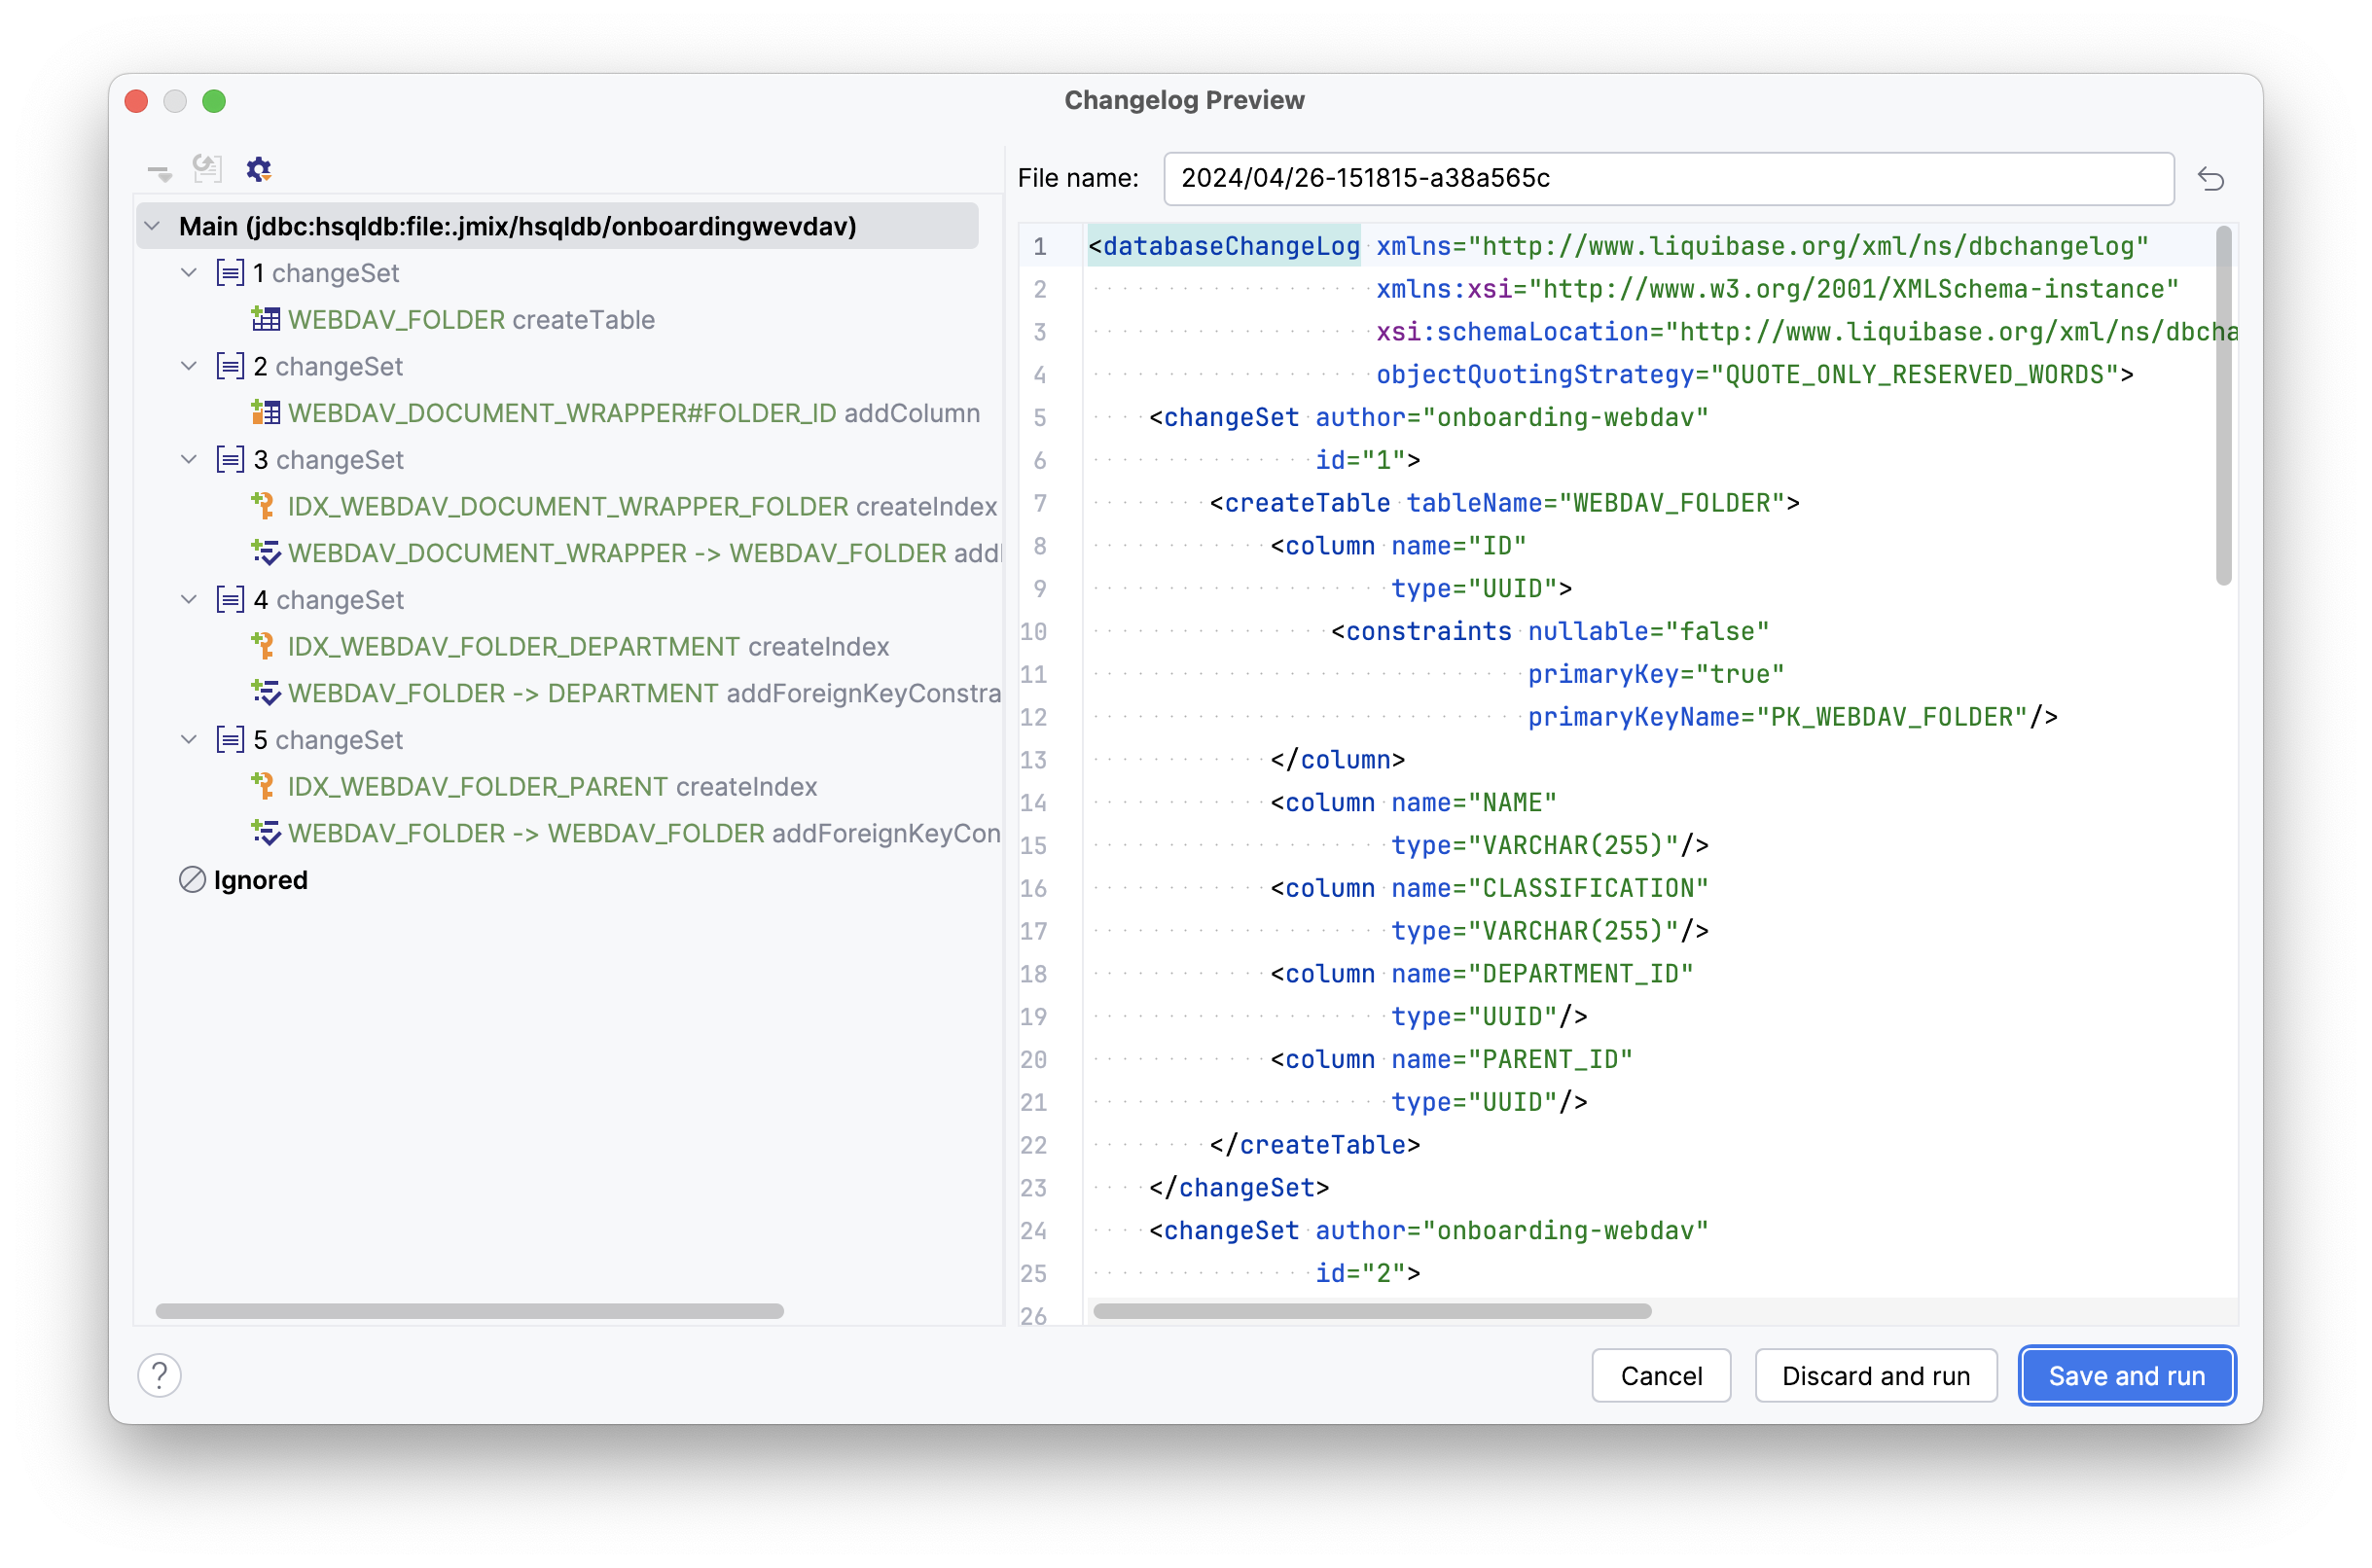 Changelog Preview
Main (jdbc:hsqldb:file:.jmix/hsqldb/onboardingwevdav)
1 changeSet
WEBDAV_FOLDER createTable
2 changeSet
WEBDAV_DOCUMENT_WRAPPER#FOLDER_ID addColumn
3 changeSet
IDX_WEBDAV_DOCUMENT_WRAPPER_FOLDER createIndex
WEBDAV_DOCUMENT_WRAPPER -> WEBDAV_FOLDER add
4 changeSet
IDX_WEBDAV_FOLDER_DEPARTMENT createIndex
WEBDAV_FOLDER -> DEPARTMENT addForeignKeyConstra
5 changeSet
IDX_WEBDAV_FOLDER_PARENT createIndex
WEBDAV_FOLDER -> WEBDAV_FOLDER addForeignKeyCon
Ignored
File name: 2024/04/26-151815-a38a565c
1 <databaseChangeLog xmlns="http://www.liquibase.org/xml/ns/dbchangelog"
2 xmlns:xsi="http://www.w3.org/2001/XMLSchema-instance"
3 xsi:schemaLocation="http://www.liquibase.org/xml/ns/dbcha
4 objectQuotingStrategy="QUOTE_ONLY_RESERVED_WORDS">
5 <changeSet author="onboarding-webdav"
6 id="1">
7 <createTable tableName="WEBDAV_FOLDER">
8 <column name="ID"
9 type="UUID">
10 <constraints nullable="false"
11 primaryKey="true"
12 primaryKeyName="PK_WEBDAV_FOLDER"/>
13 </column>
14 <column name="NAME"
15 type="VARCHAR(255)"/>
16 <column name="CLASSIFICATION"
17 type="VARCHAR(255)"/>
18 <column name="DEPARTMENT_ID"
19 type="UUID"/>
20 <column name="PARENT_ID"
21 type="UUID"/>
22 </createTable>
23 </changeSet>
24 <changeSet author="onboarding-webdav"
25 id="2">
26
?
Cancel
Discard and run
Save and run